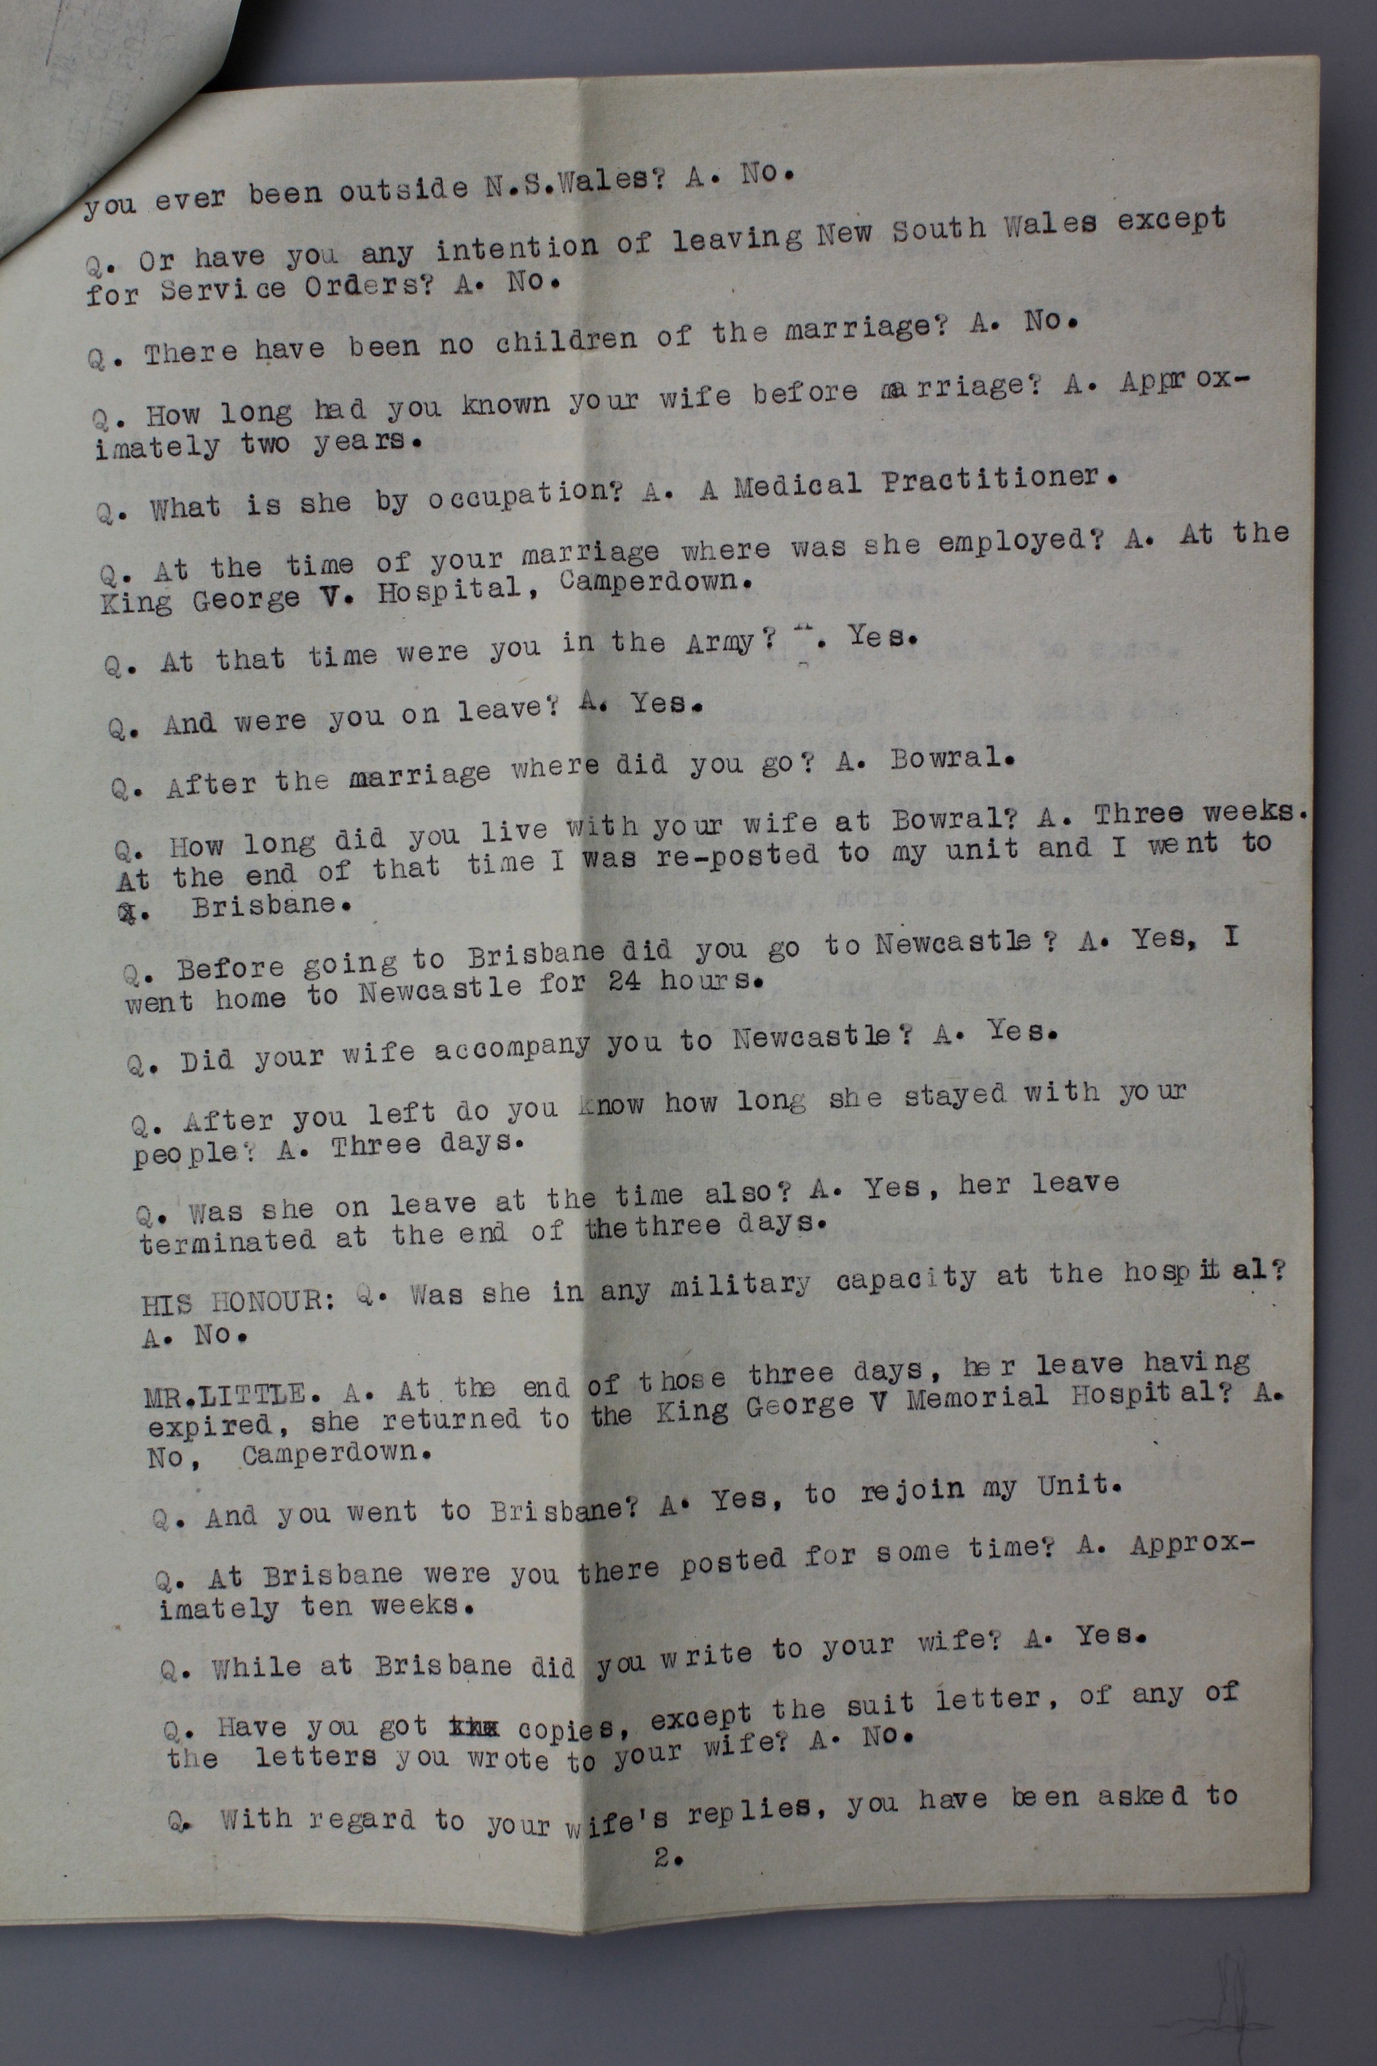 you ever been outside N.S.Wales? A. No.
Q. Or have you any intention of leaving New South Wales except
for Service Orders? A. No.
Q. There have been no children of the marriage? A. No.
Q. How long had you known your wife before marriage? A. Approx-
imately two years.
Q. What is she by occupation? A. A Medical Practitioner.
Q. At the time of your marriage where was she employed? A. At the
King George V. Hospital, Camperdown.
Q. At that time were you in the Army? A. Yes.
Q. And were you on leave? A. Yes.
Q. After the marriage where did you go? A. Bowral.
Q. How long did you live with your wife at Bowral? A. Three weeks.
At the end of that time I was re-posted to my unit and I went to
Brisbane.
Q. Before going to Brisbane did you go to Newcastle? A. Yes, I
went home to Newcastle for 24 hours.
Q. Did your wife accompany you to Newcastle? A. Yes.
Q. After you left do you know how long she stayed with your
people? A. Three days.
Q. Was she on leave at the time also? A. Yes, her leave
terminated at the end of the three days.
HIS HONOUR: Q. Was she in any military capacity at the hospital?
A. No.
MR.LITTLE. A. At the end of those three days, her leave having
expired, she returned to the King George V Memorial Hospital? A.
No, Camperdown.
Q. And you went to Brisbane? A. Yes, to rejoin my Unit.
Q. At Brisbane were you there posted for some time? A. Approx-
imately ten weeks.
Q. While at Brisbane did you write to your wife? A. Yes.
Q. Have you got copies, except the suit letter, of any of
the letters you wrote to your wife? A. No.
Q. With regard to your wife's replies, you have been asked to
2.